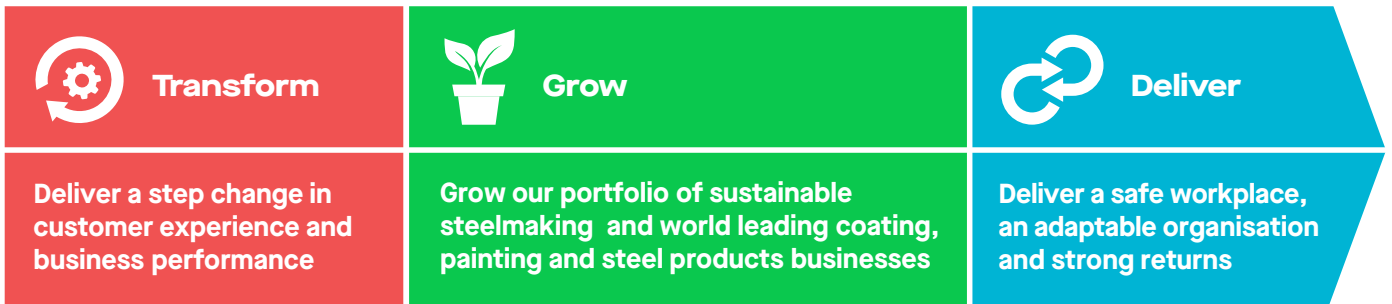 Transform
Deliver a step change in
customer experience and
business performance
Grow
Grow our portfolio of sustainable
steelmaking and world leading coating,
painting and steel products businesses
Deliver
Deliver a safe workplace,
an adaptable organisation
and strong returns